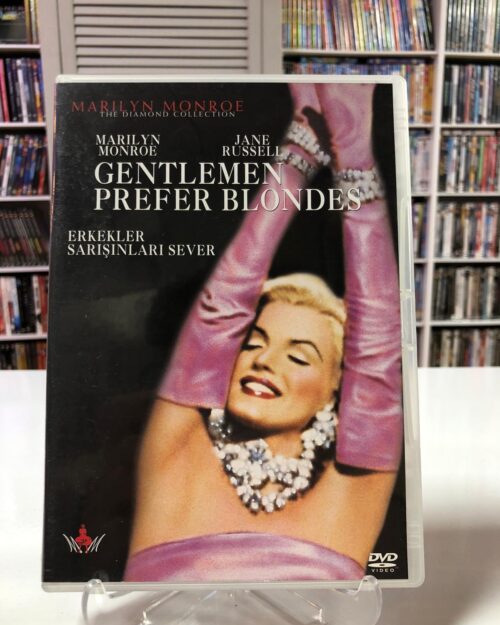 MARILYN MONROE
THE DIAMOND COLLECTION
MARILYN MONROE
JANE RUSSELL
GENTLEMEN
PREFER BLONDES
ERKEKLER
SARIŞINLARI SEVER
DVD
VIDEO